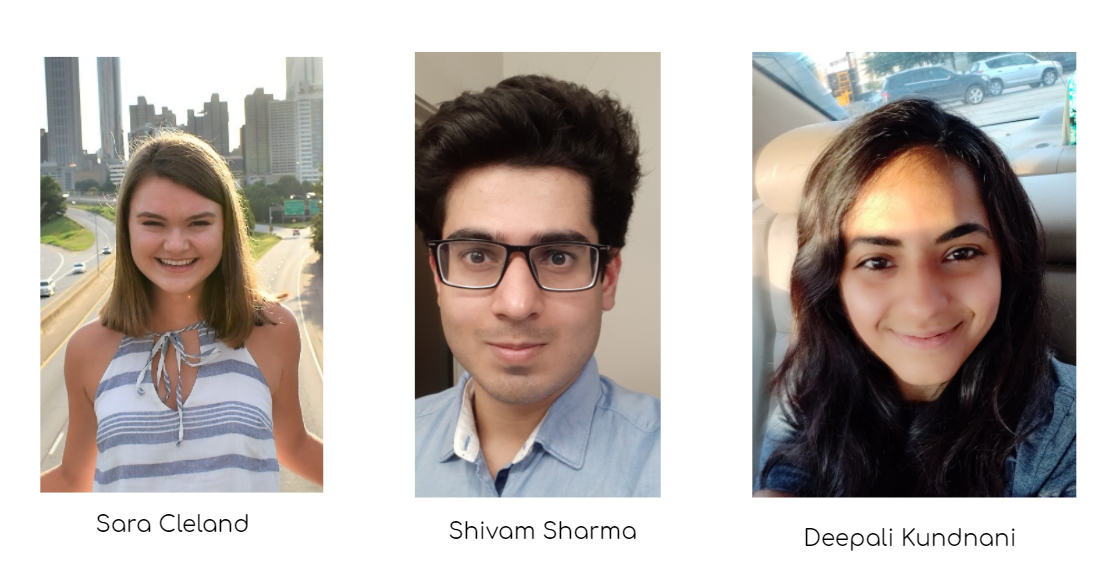 Sara Cleland
Shivam Sharma
Deepali Kundnani